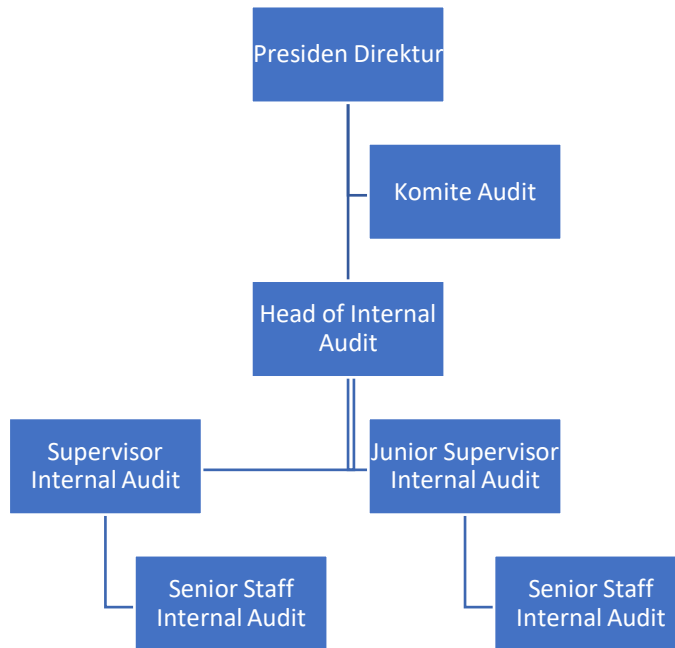 Presiden Direktur
Komite Audit
Head of Internal
Audit
Supervisor
Internal Audit
Junior Supervisor
Internal Audit
Senior Staff
Internal Audit
Senior Staff
Internal Audit